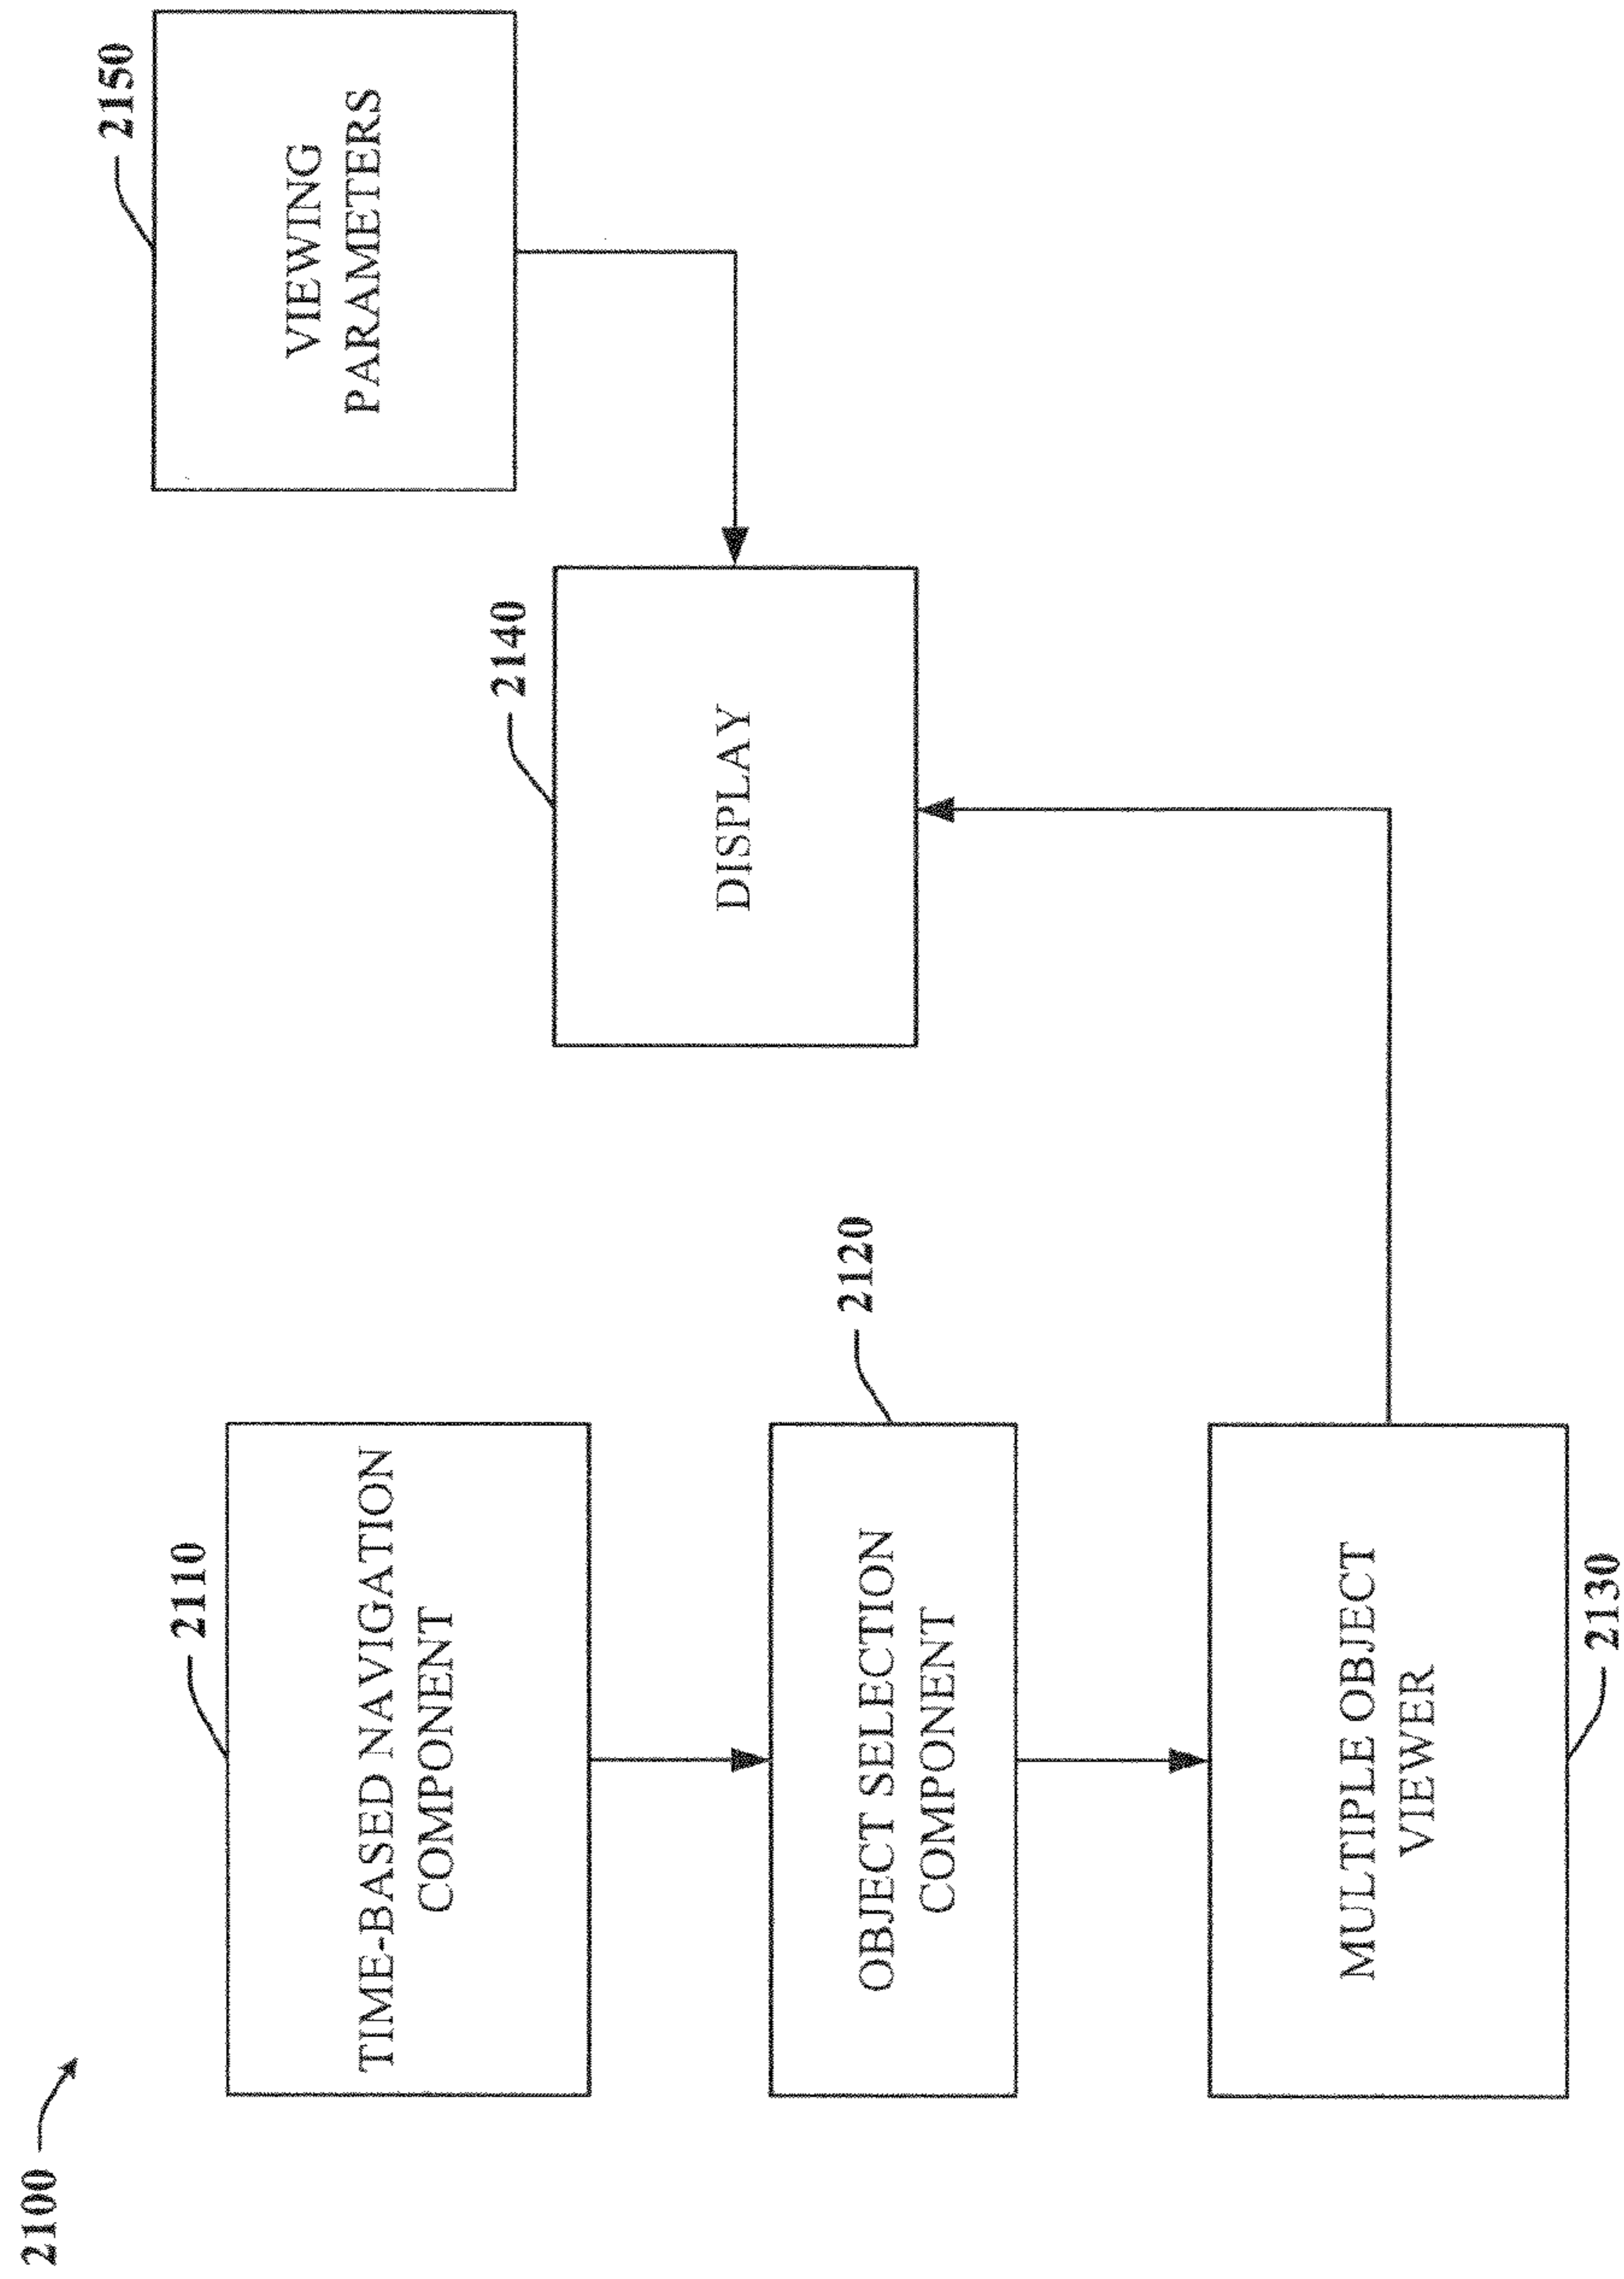 2100
2110
TIME-BASED NAVIGATION
COMPONENT
2120
OBJECT SELECTION
COMPONENT
MULTIPLE OBJECT
VIEWER
2130
2140
DISPLAY
2150
VIEWING
PARAMETERS